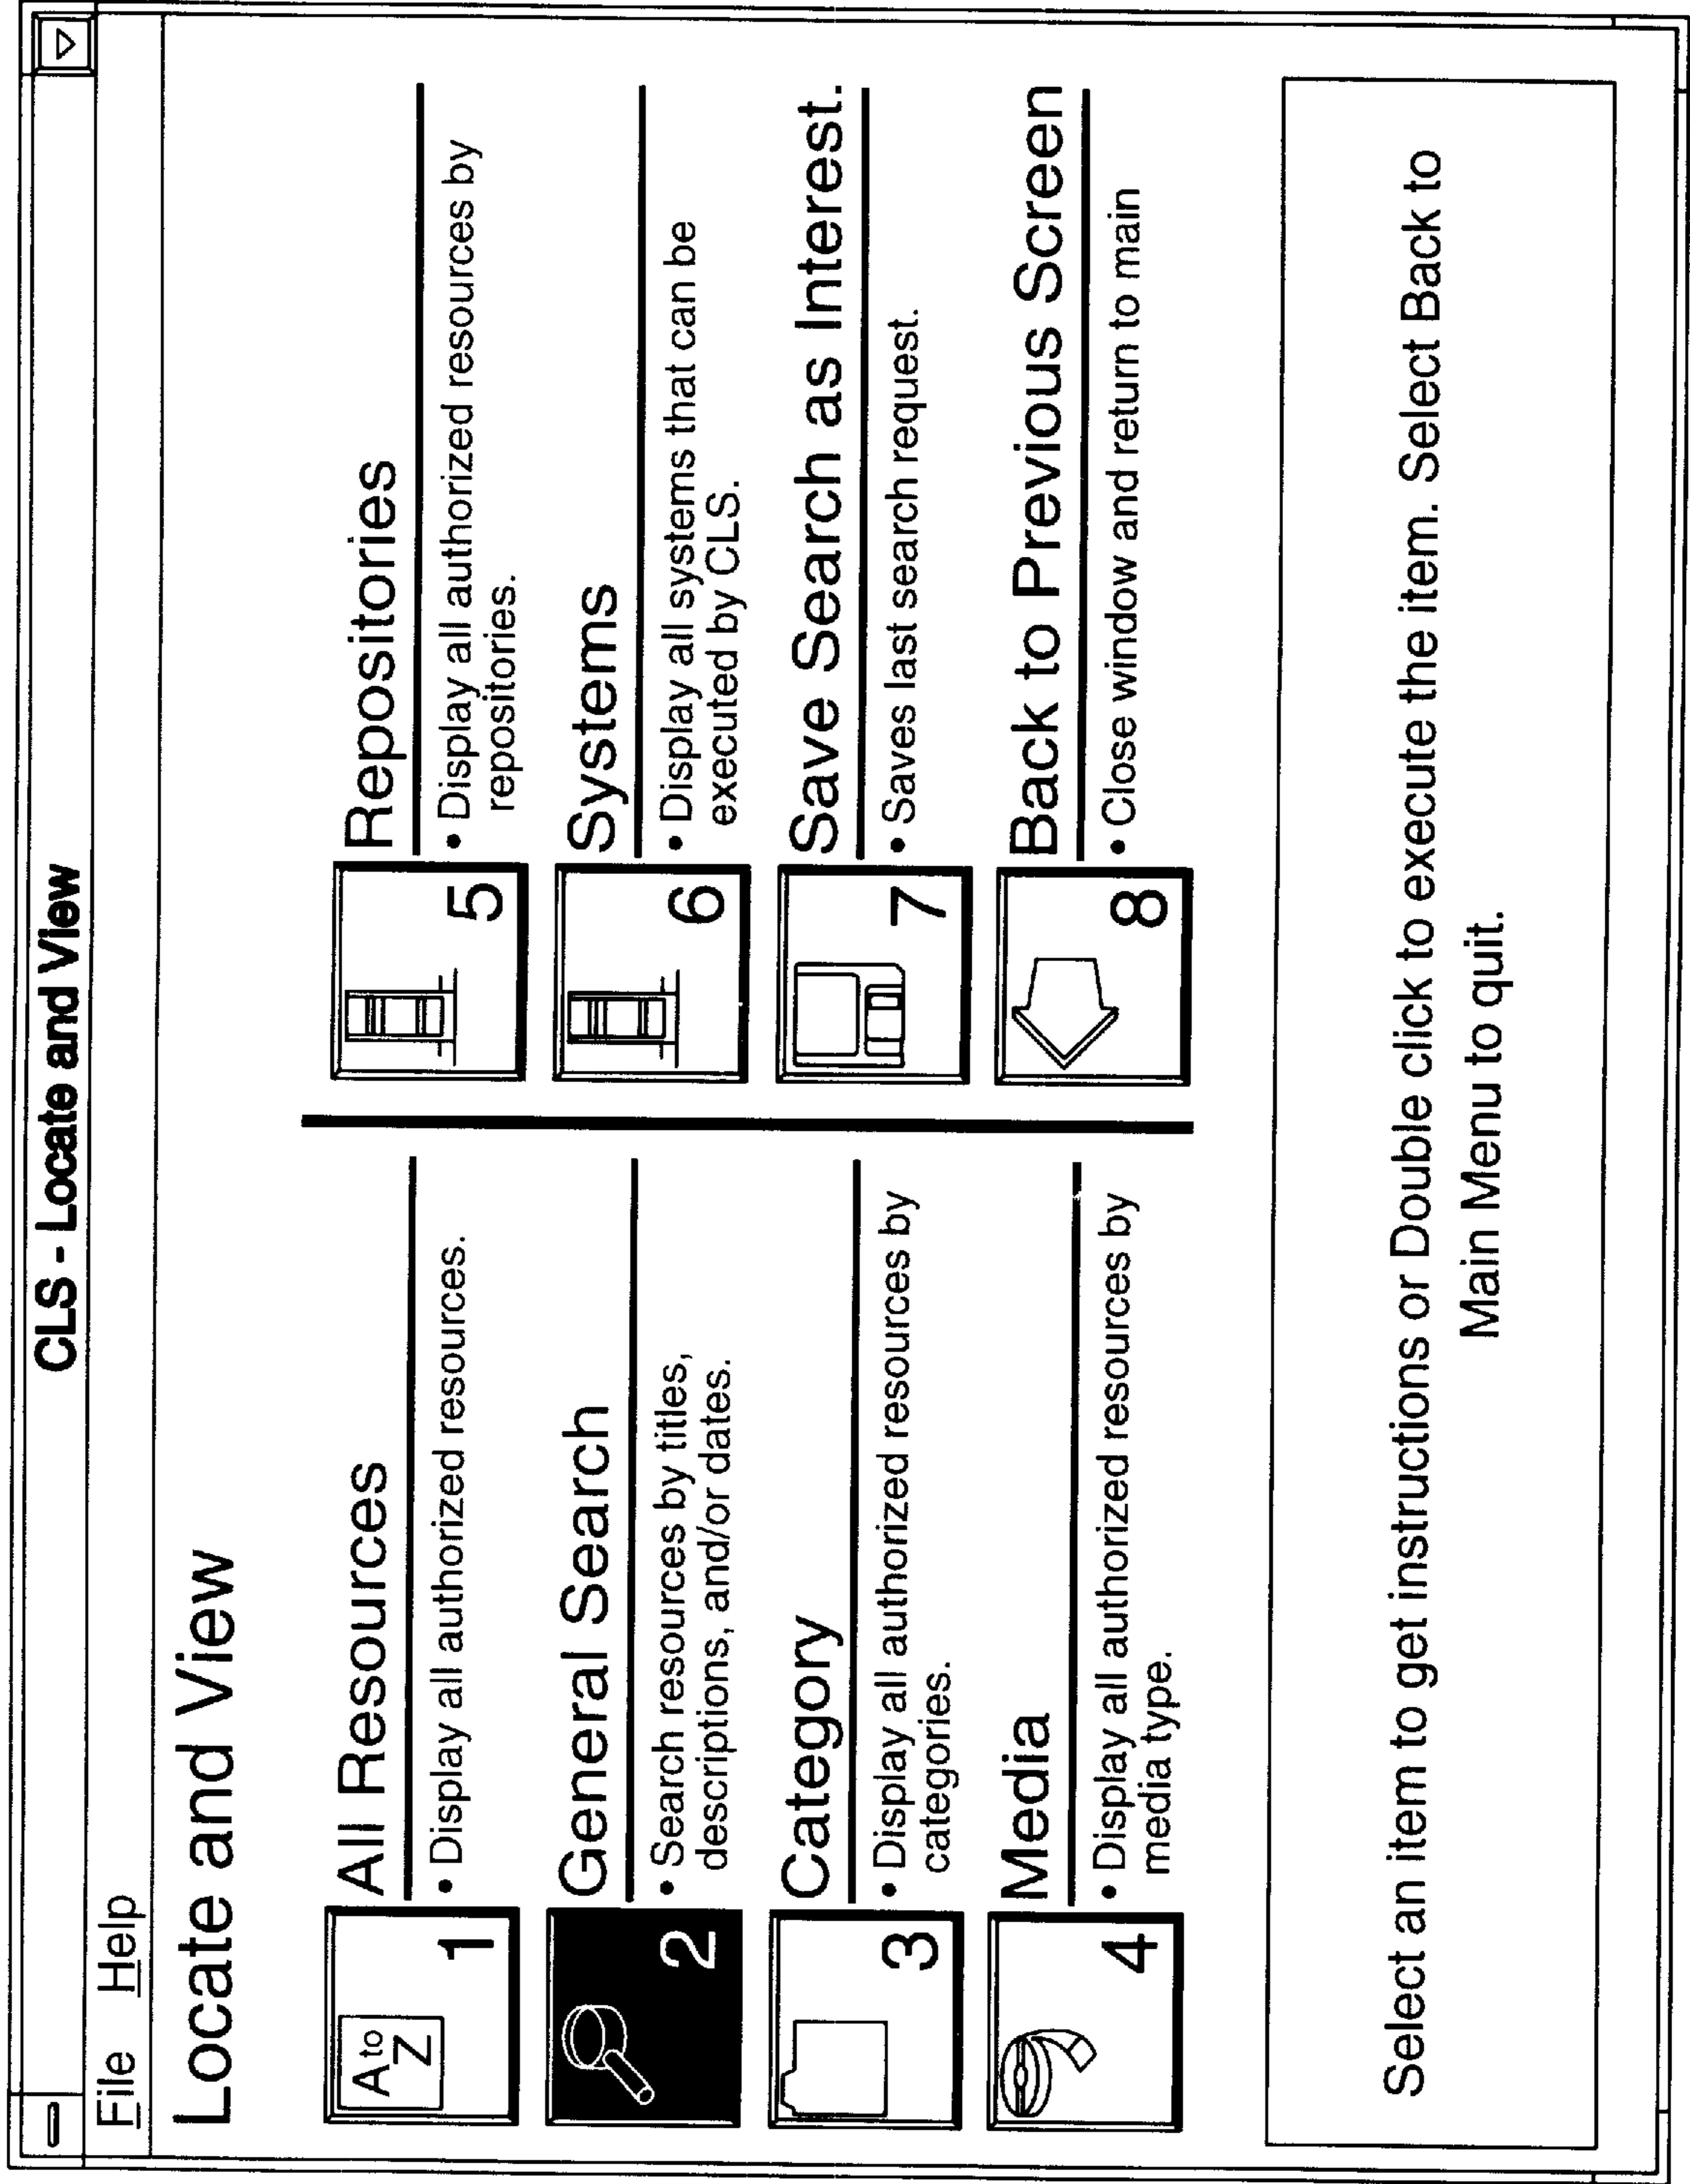 CLS - Locate and View
File Help
Locate and View
A to
Z
1
All Resources
• Display all authorized resources.
2
General Search
• Search resources by titles,
descriptions, and/or dates.
3
Category
• Display all authorized resources by
categories.
4
Media
• Display all authorized resources by
media type.
5
Repositories
• Display all authorized resources by
repositories.
6
Systems
• Display all systems that can be
executed by CLS.
7
Save Search as Interest.
• Saves last search request.
8
Back to Previous Screen
• Close window and return to main
Select an item to get instructions or Double click to execute the item. Select Back to
Main Menu to quit.